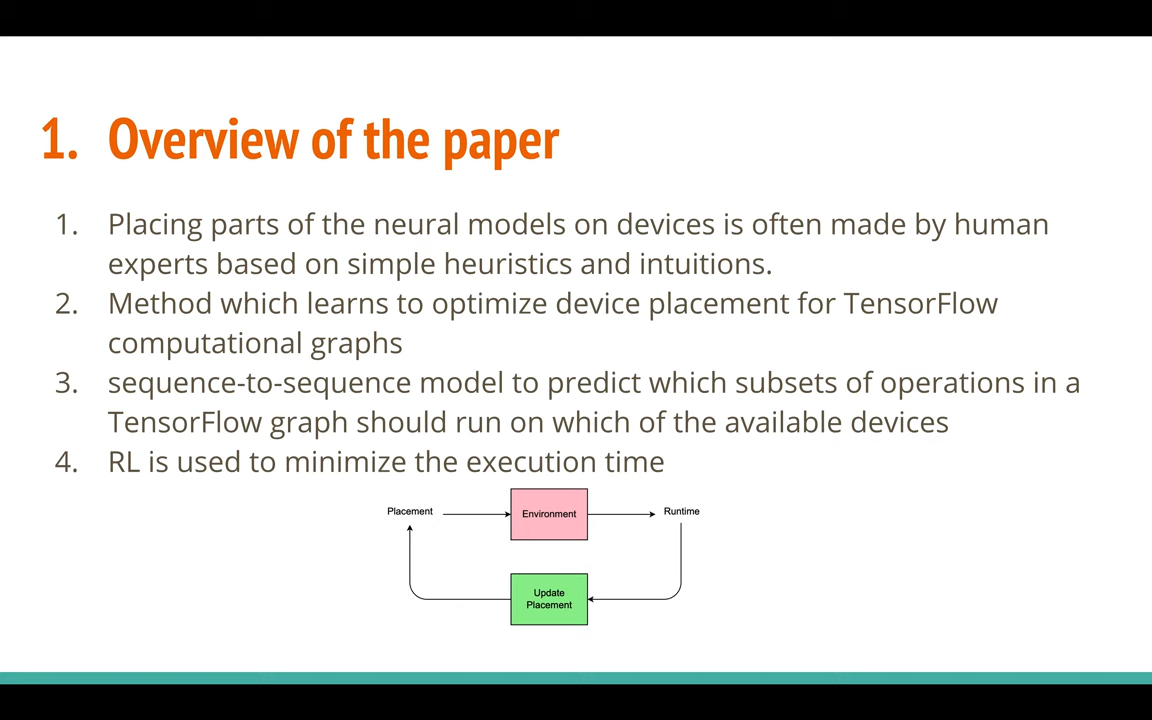 1. Overview of the paper
1. Placing parts of the neural models on devices is often made by human
experts based on simple heuristics and intuitions.
2. Method which learns to optimize device placement for TensorFlow
computational graphs
3. sequence-to-sequence model to predict which subsets of operations in a
TensorFlow graph should run on which of the available devices
4. RL is used to minimize the execution time
Placement
Environment
Runtime
Update
Placement